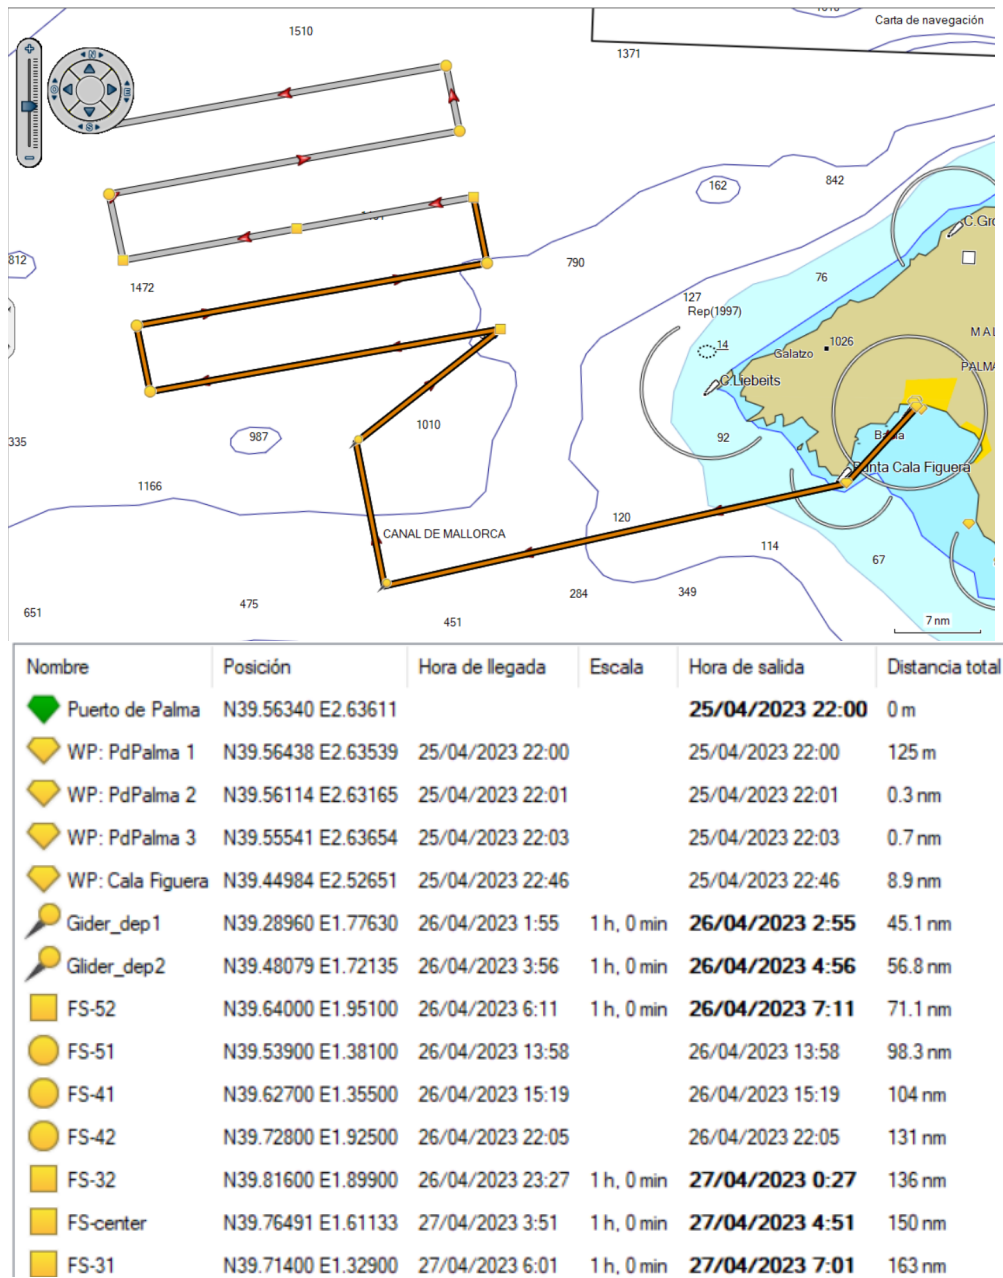 1510
Carta de navegación
1371
162
842
C.Gro
812
1472
790
76
127
Rep(1997)
14
1026
Galatzo
MAL
PALMA
C.Llebeits
1010
987
335
92
Punta Cala Figuera
1166
120
CANAL DE MALLORCA
114
67
284
349
475
651
451
7 nm
Nombre Posición Hora de llegada Escala Hora de salida Distancia total
Puerto de Palma N39.56340 E2.63611 25/04/2023 22:00 0 m
WP: PdPalma 1 N39.56438 E2.63539 25/04/2023 22:00 25/04/2023 22:00 125 m
WP: PdPalma 2 N39.56114 E2.63165 25/04/2023 22:01 25/04/2023 22:01 0.3 nm
WP: PdPalma 3 N39.55541 E2.63654 25/04/2023 22:03 25/04/2023 22:03 0.7 nm
WP: Cala Figuera N39.44984 E2.52651 25/04/2023 22:46 25/04/2023 22:46 8.9 nm
Gider_dep1 N39.28960 E1.77630 26/04/2023 1:55 1 h, 0 min 26/04/2023 2:55 45.1 nm
Glider_dep2 N39.48079 E1.72135 26/04/2023 3:56 1 h, 0 min 26/04/2023 4:56 56.8 nm
FS-52 N39.64000 E1.95100 26/04/2023 6:11 1 h, 0 min 26/04/2023 7:11 71.1 nm
FS-51 N39.53900 E1.38100 26/04/2023 13:58 26/04/2023 13:58 98.3 nm
FS-41 N39.62700 E1.35500 26/04/2023 15:19 26/04/2023 15:19 104 nm
FS-42 N39.72800 E1.92500 26/04/2023 22:05 26/04/2023 22:05 131 nm
FS-32 N39.81600 E1.89900 26/04/2023 23:27 1 h, 0 min 27/04/2023 0:27 136 nm
FS-center N39.76491 E1.61133 27/04/2023 3:51 1 h, 0 min 27/04/2023 4:51 150 nm
FS-31 N39.71400 E1.32900 27/04/2023 6:01 1 h, 0 min 27/04/2023 7:01 163 nm